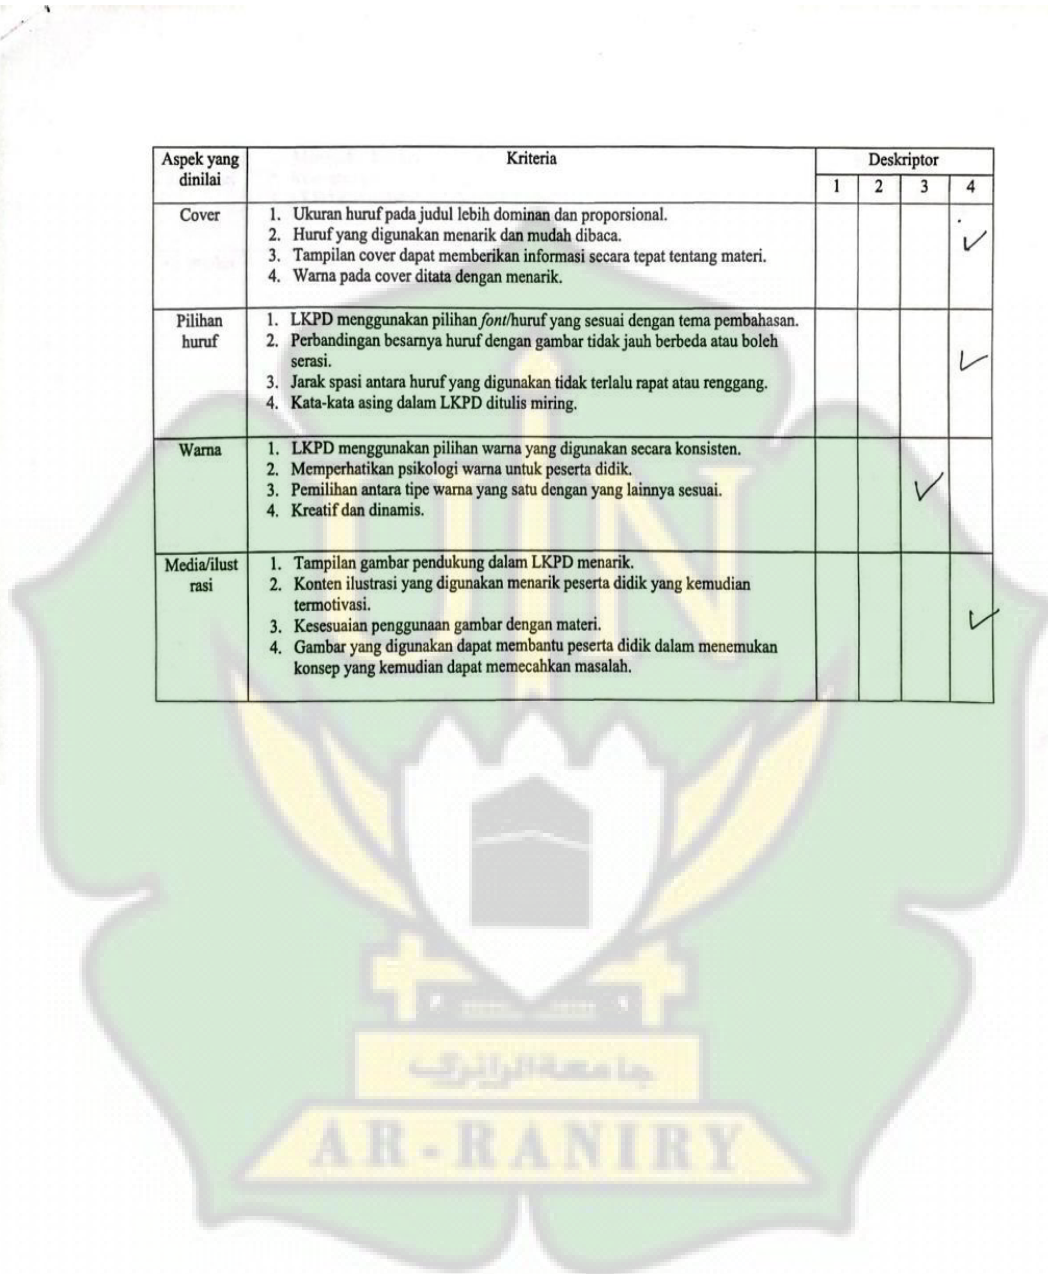 Aspek yang dinilai Kriteria Deskriptor
1 2 3 4
Cover
1. Ukuran huruf pada judul lebih dominan dan proporsional.
2. Huruf yang digunakan menarik dan mudah dibaca.
3. Tampilan cover dapat memberikan informasi secara tepat tentang materi.
4. Warna pada cover ditata dengan menarik.
✓
Pilihan
huruf
1. LKPD menggunakan pilihan font/huruf yang sesuai dengan tema pembahasan.
2. Perbandingan besarnya huruf dengan gambar tidak jauh berbeda atau boleh
serasi.
3. Jarak spasi antara huruf yang digunakan tidak terlalu rapat atau renggang.
4. Kata-kata asing dalam LKPD ditulis miring.
✓
Warna
1. LKPD menggunakan pilihan warna yang digunakan secara konsisten.
2. Memperhatikan psikologi warna untuk peserta didik.
3. Pemilihan antara tipe warna yang satu dengan yang lainnya sesuai.
4. Kreatif dan dinamis.
✓
Media/ilust
rasi
1. Tampilan gambar pendukung dalam LKPD menarik.
2. Konten ilustrasi yang digunakan menarik peserta didik yang kemudian
termotivasi.
3. Kesesuaian penggunaan gambar dengan materi.
4. Gambar yang digunakan dapat membantu peserta didik dalam menemukan
konsep yang kemudian dapat memecahkan masalah.
✓
UIN
جامعة الرانري
AR-RANIRY